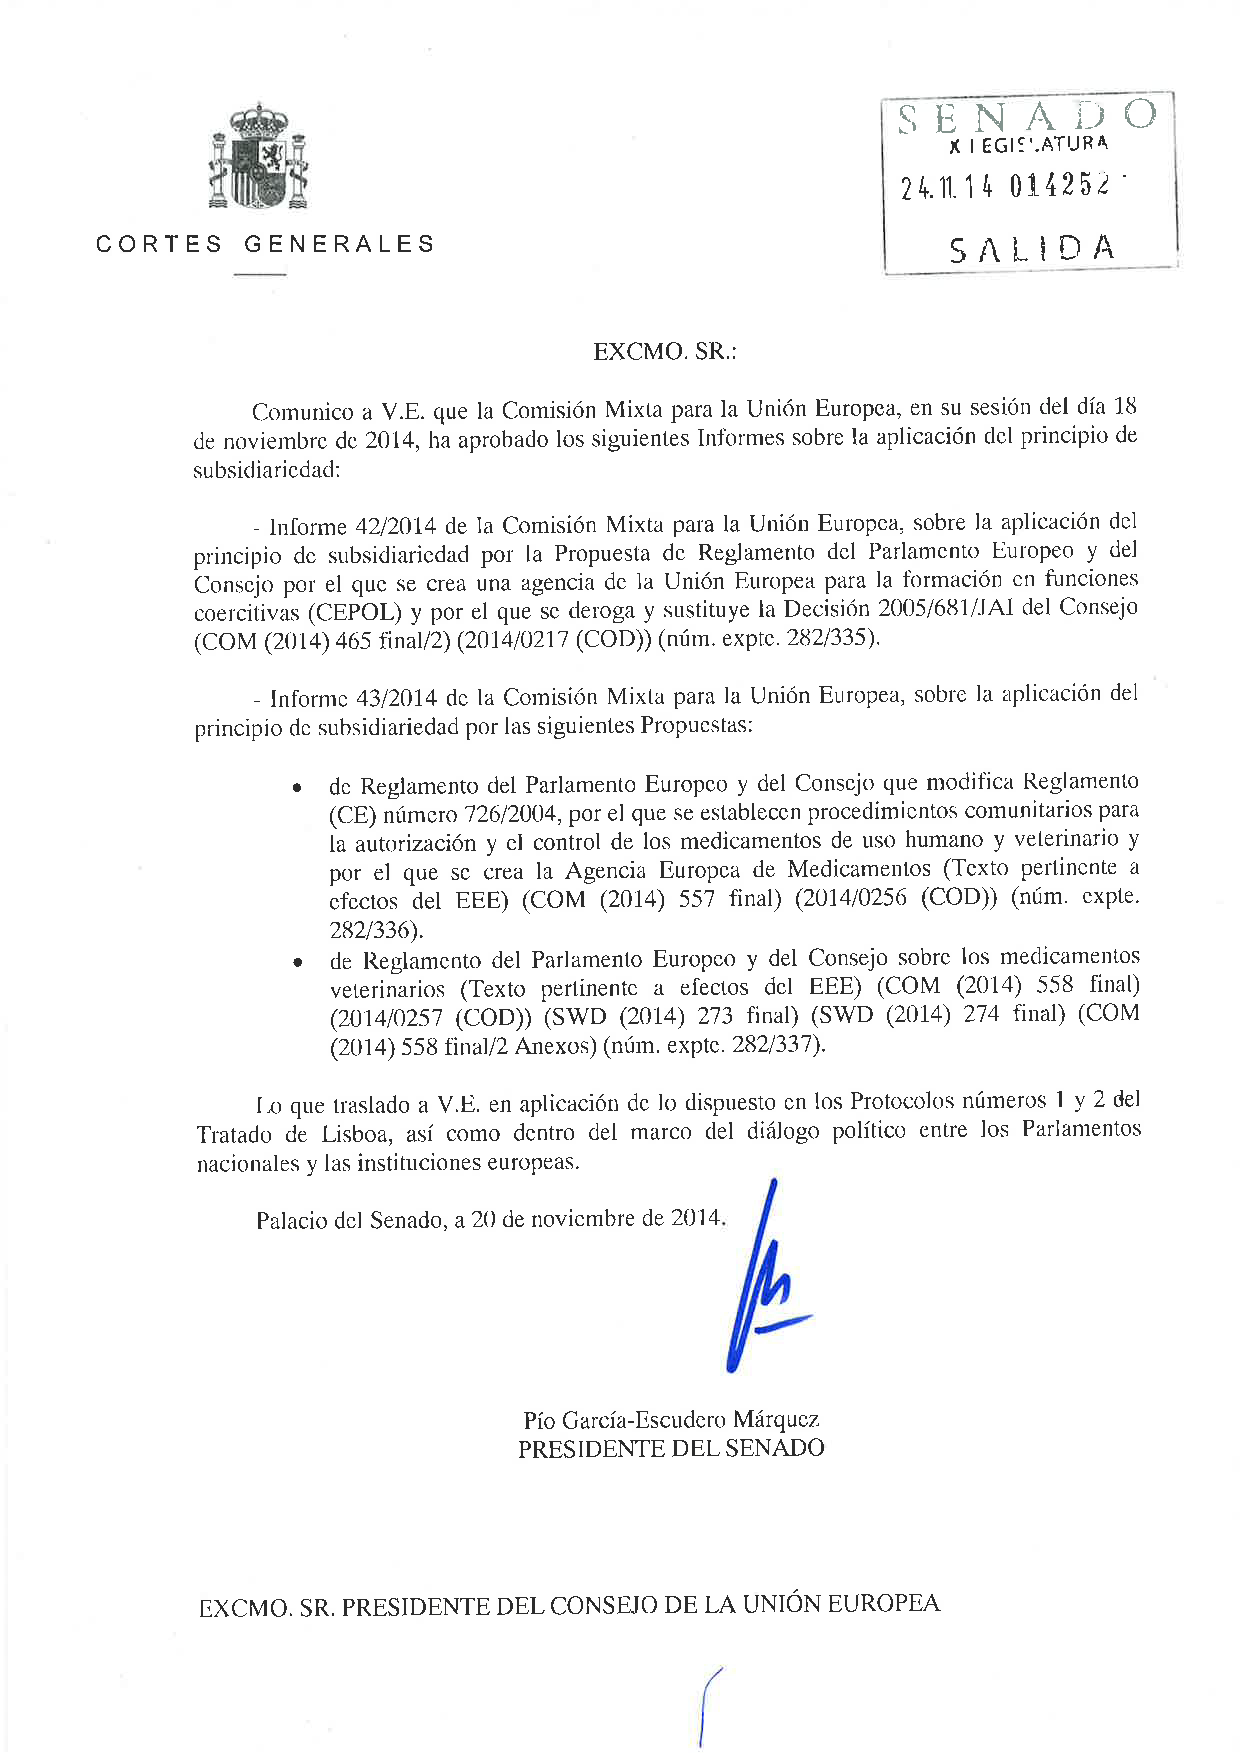 SENADO
X LEGISLATURA
24.11.14 014252
SALIDA
CORTES GENERALES
EXCMO. SR.:
Comunico a V.E. que la Comisión Mixta para la Unión Europea, en su sesión del día 18
de noviembre de 2014, ha aprobado los siguientes Informes sobre la aplicación del principio de
subsidiariedad:
- Informe 42/2014 de la Comisión Mixta para la Unión Europea, sobre la aplicación del
principio de subsidiariedad por la Propuesta de Reglamento del Parlamento Europeo y del
Consejo por el que se crea una agencia de la Unión Europea para la formación en funciones
coercitivas (CEPOL) y por el que se deroga y sustituye la Decisión 2005/681/JAI del Consejo
(COM (2014) 465 final/2) (2014/0217 (COD)) (núm. expte. 282/335).
- Informe 43/2014 de la Comisión Mixta para la Unión Europea, sobre la aplicación del
principio de subsidiariedad por las siguientes Propuestas:
• de Reglamento del Parlamento Europeo y del Consejo que modifica Reglamento
(CE) número 726/2004, por el que se establecen procedimientos comunitarios para
la autorización y el control de los medicamentos de uso humano y veterinario y
por el que se crea la Agencia Europea de Medicamentos (Texto pertinente a
efectos del EEE) (COM (2014) 557 final) (2014/0256 (COD)) (núm. expte.
282/336).
• de Reglamento del Parlamento Europeo y del Consejo sobre los medicamentos
veterinarios (Texto pertinente a efectos del EEE) (COM (2014) 558 final)
(2014/0257 (COD)) (SWD (2014) 273 final) (SWD (2014) 274 final) (COM
(2014) 558 final/2 Anexos) (núm. expte. 282/337).
Lo que traslado a V.E. en aplicación de lo dispuesto en los Protocolos números 1 y 2 del
Tratado de Lisboa, así como dentro del marco del diálogo político entre los Parlamentos
nacionales y las instituciones europeas.
Palacio del Senado, a 20 de noviembre de 2014.
Pío García-Escudero Márquez
PRESIDENTE DEL SENADO
EXCMO. SR. PRESIDENTE DEL CONSEJO DE LA UNIÓN EUROPEA